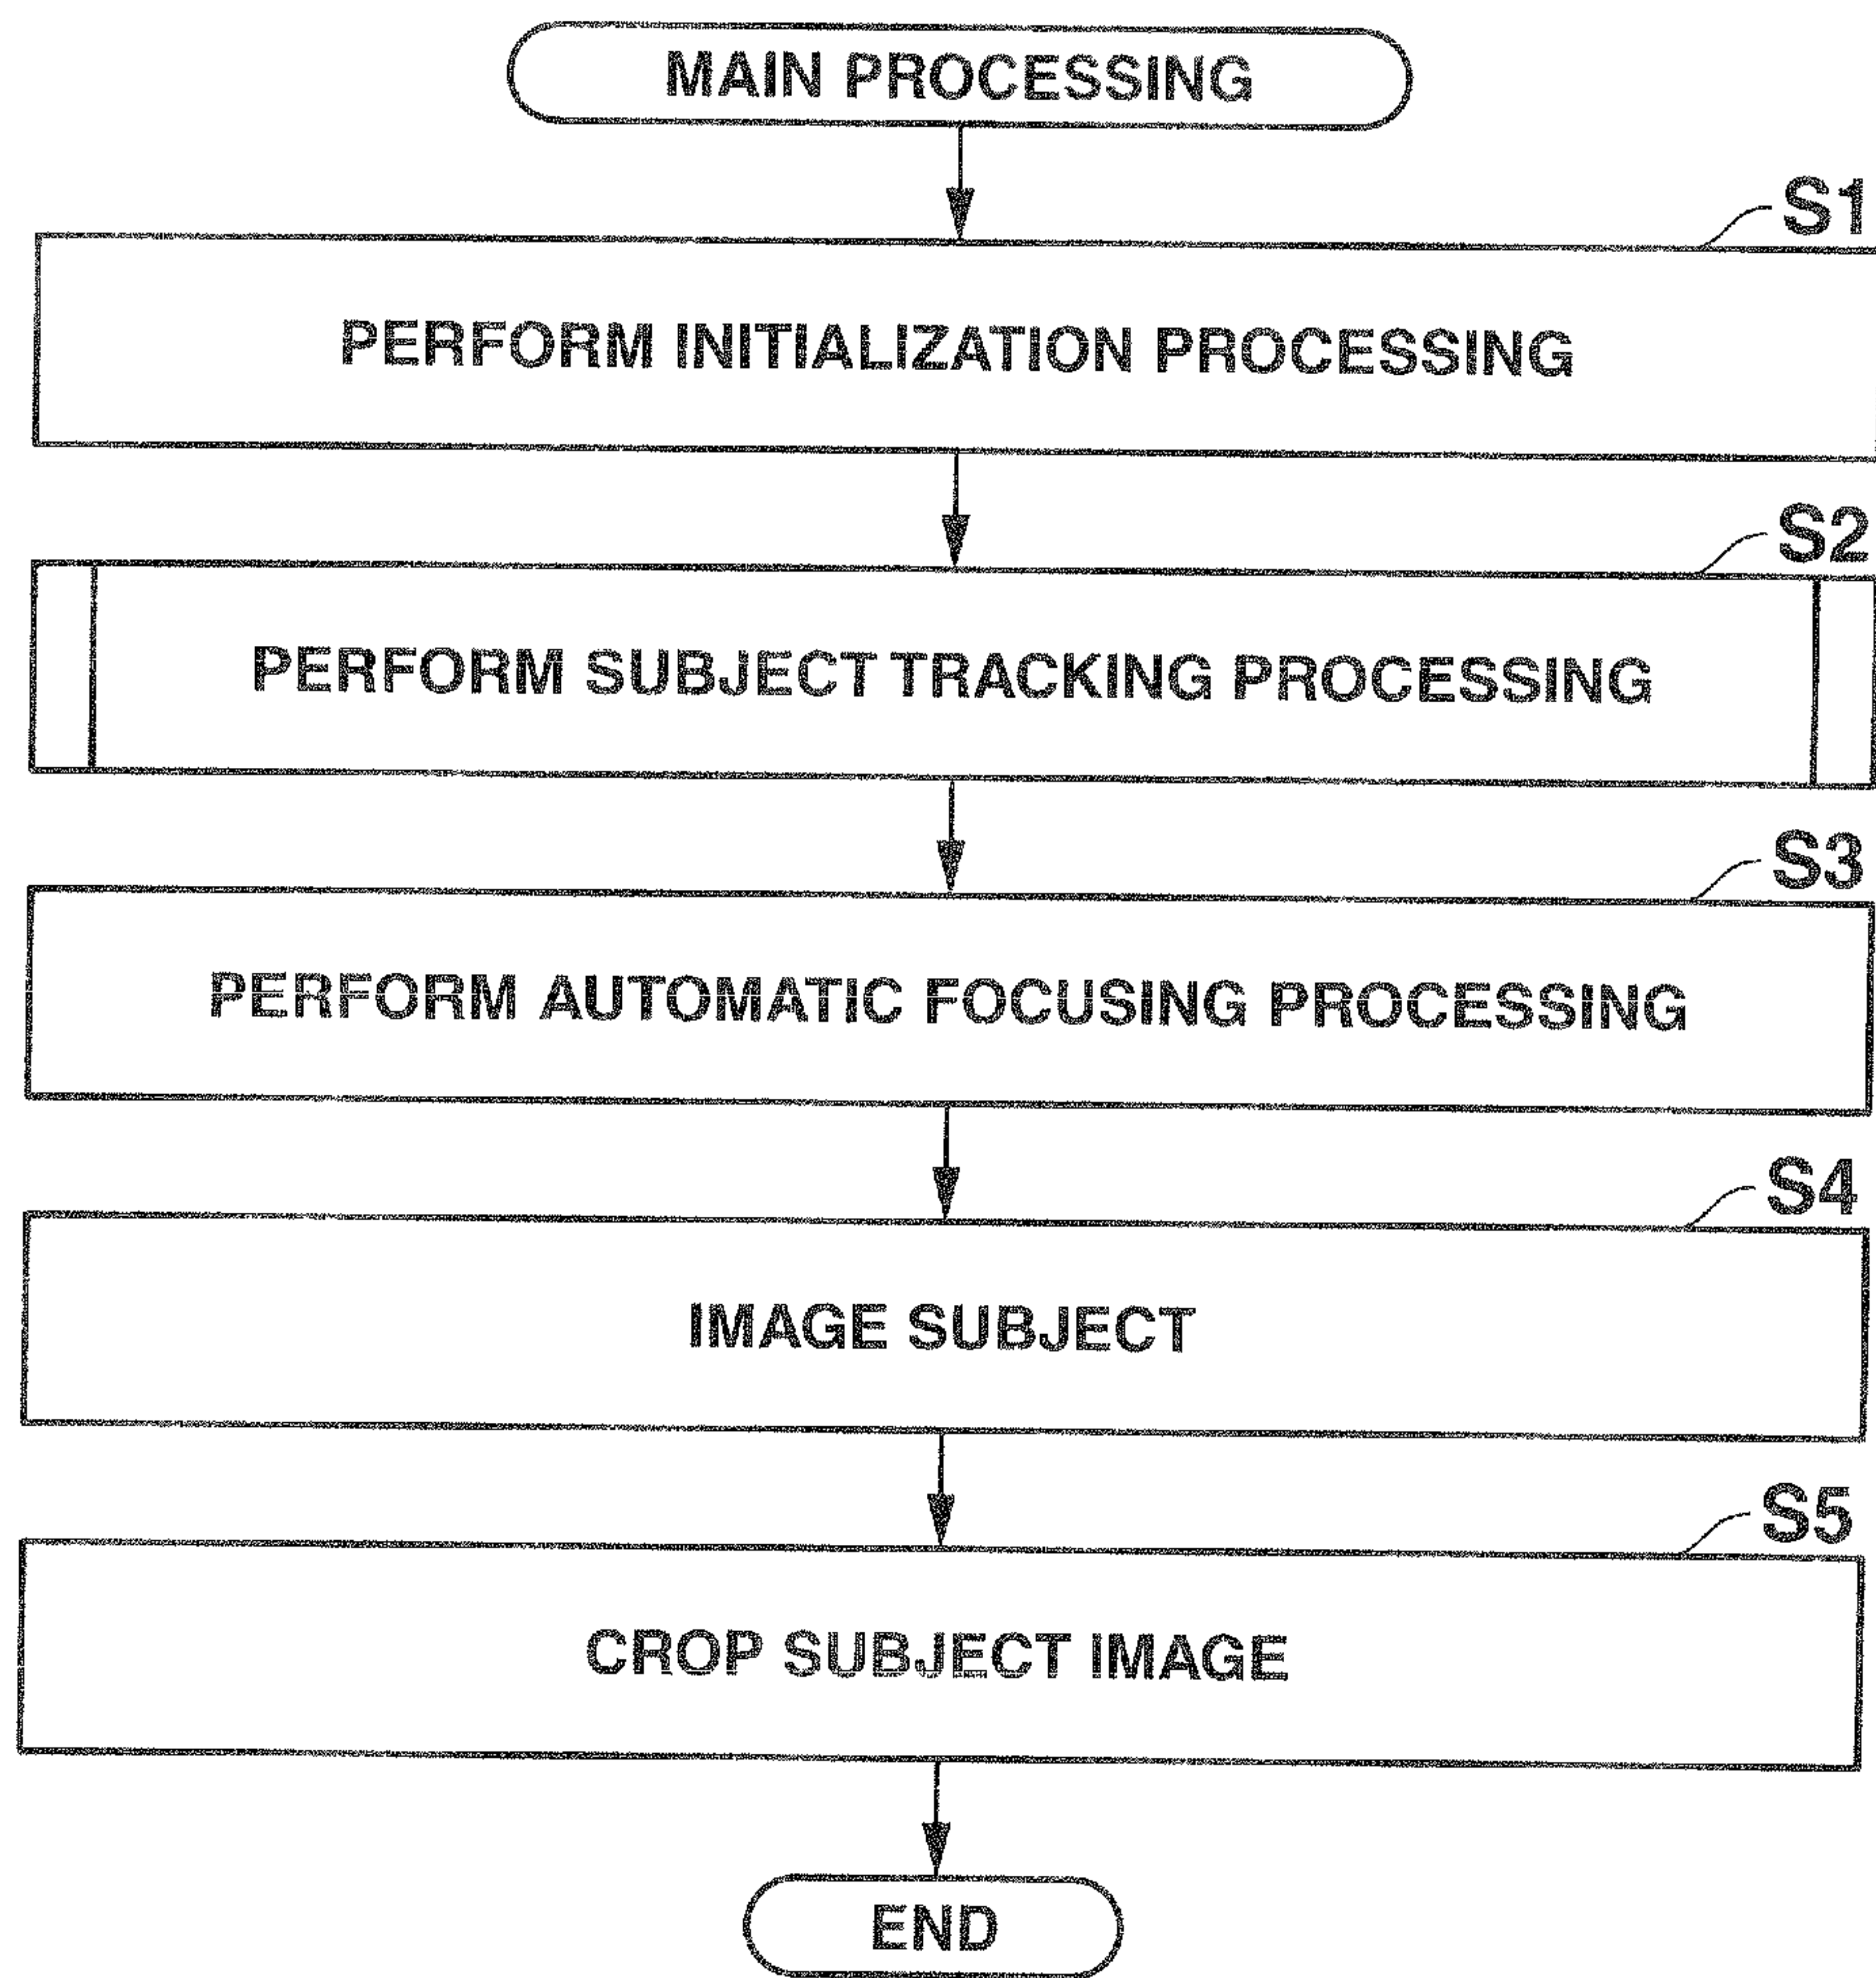 MAIN PROCESSING
S1
PERFORM INITIALIZATION PROCESSING
S2
PERFORM SUBJECT TRACKING PROCESSING
S3
PERFORM AUTOMATIC FOCUSING PROCESSING
S4
IMAGE SUBJECT
S5
CROP SUBJECT IMAGE
END